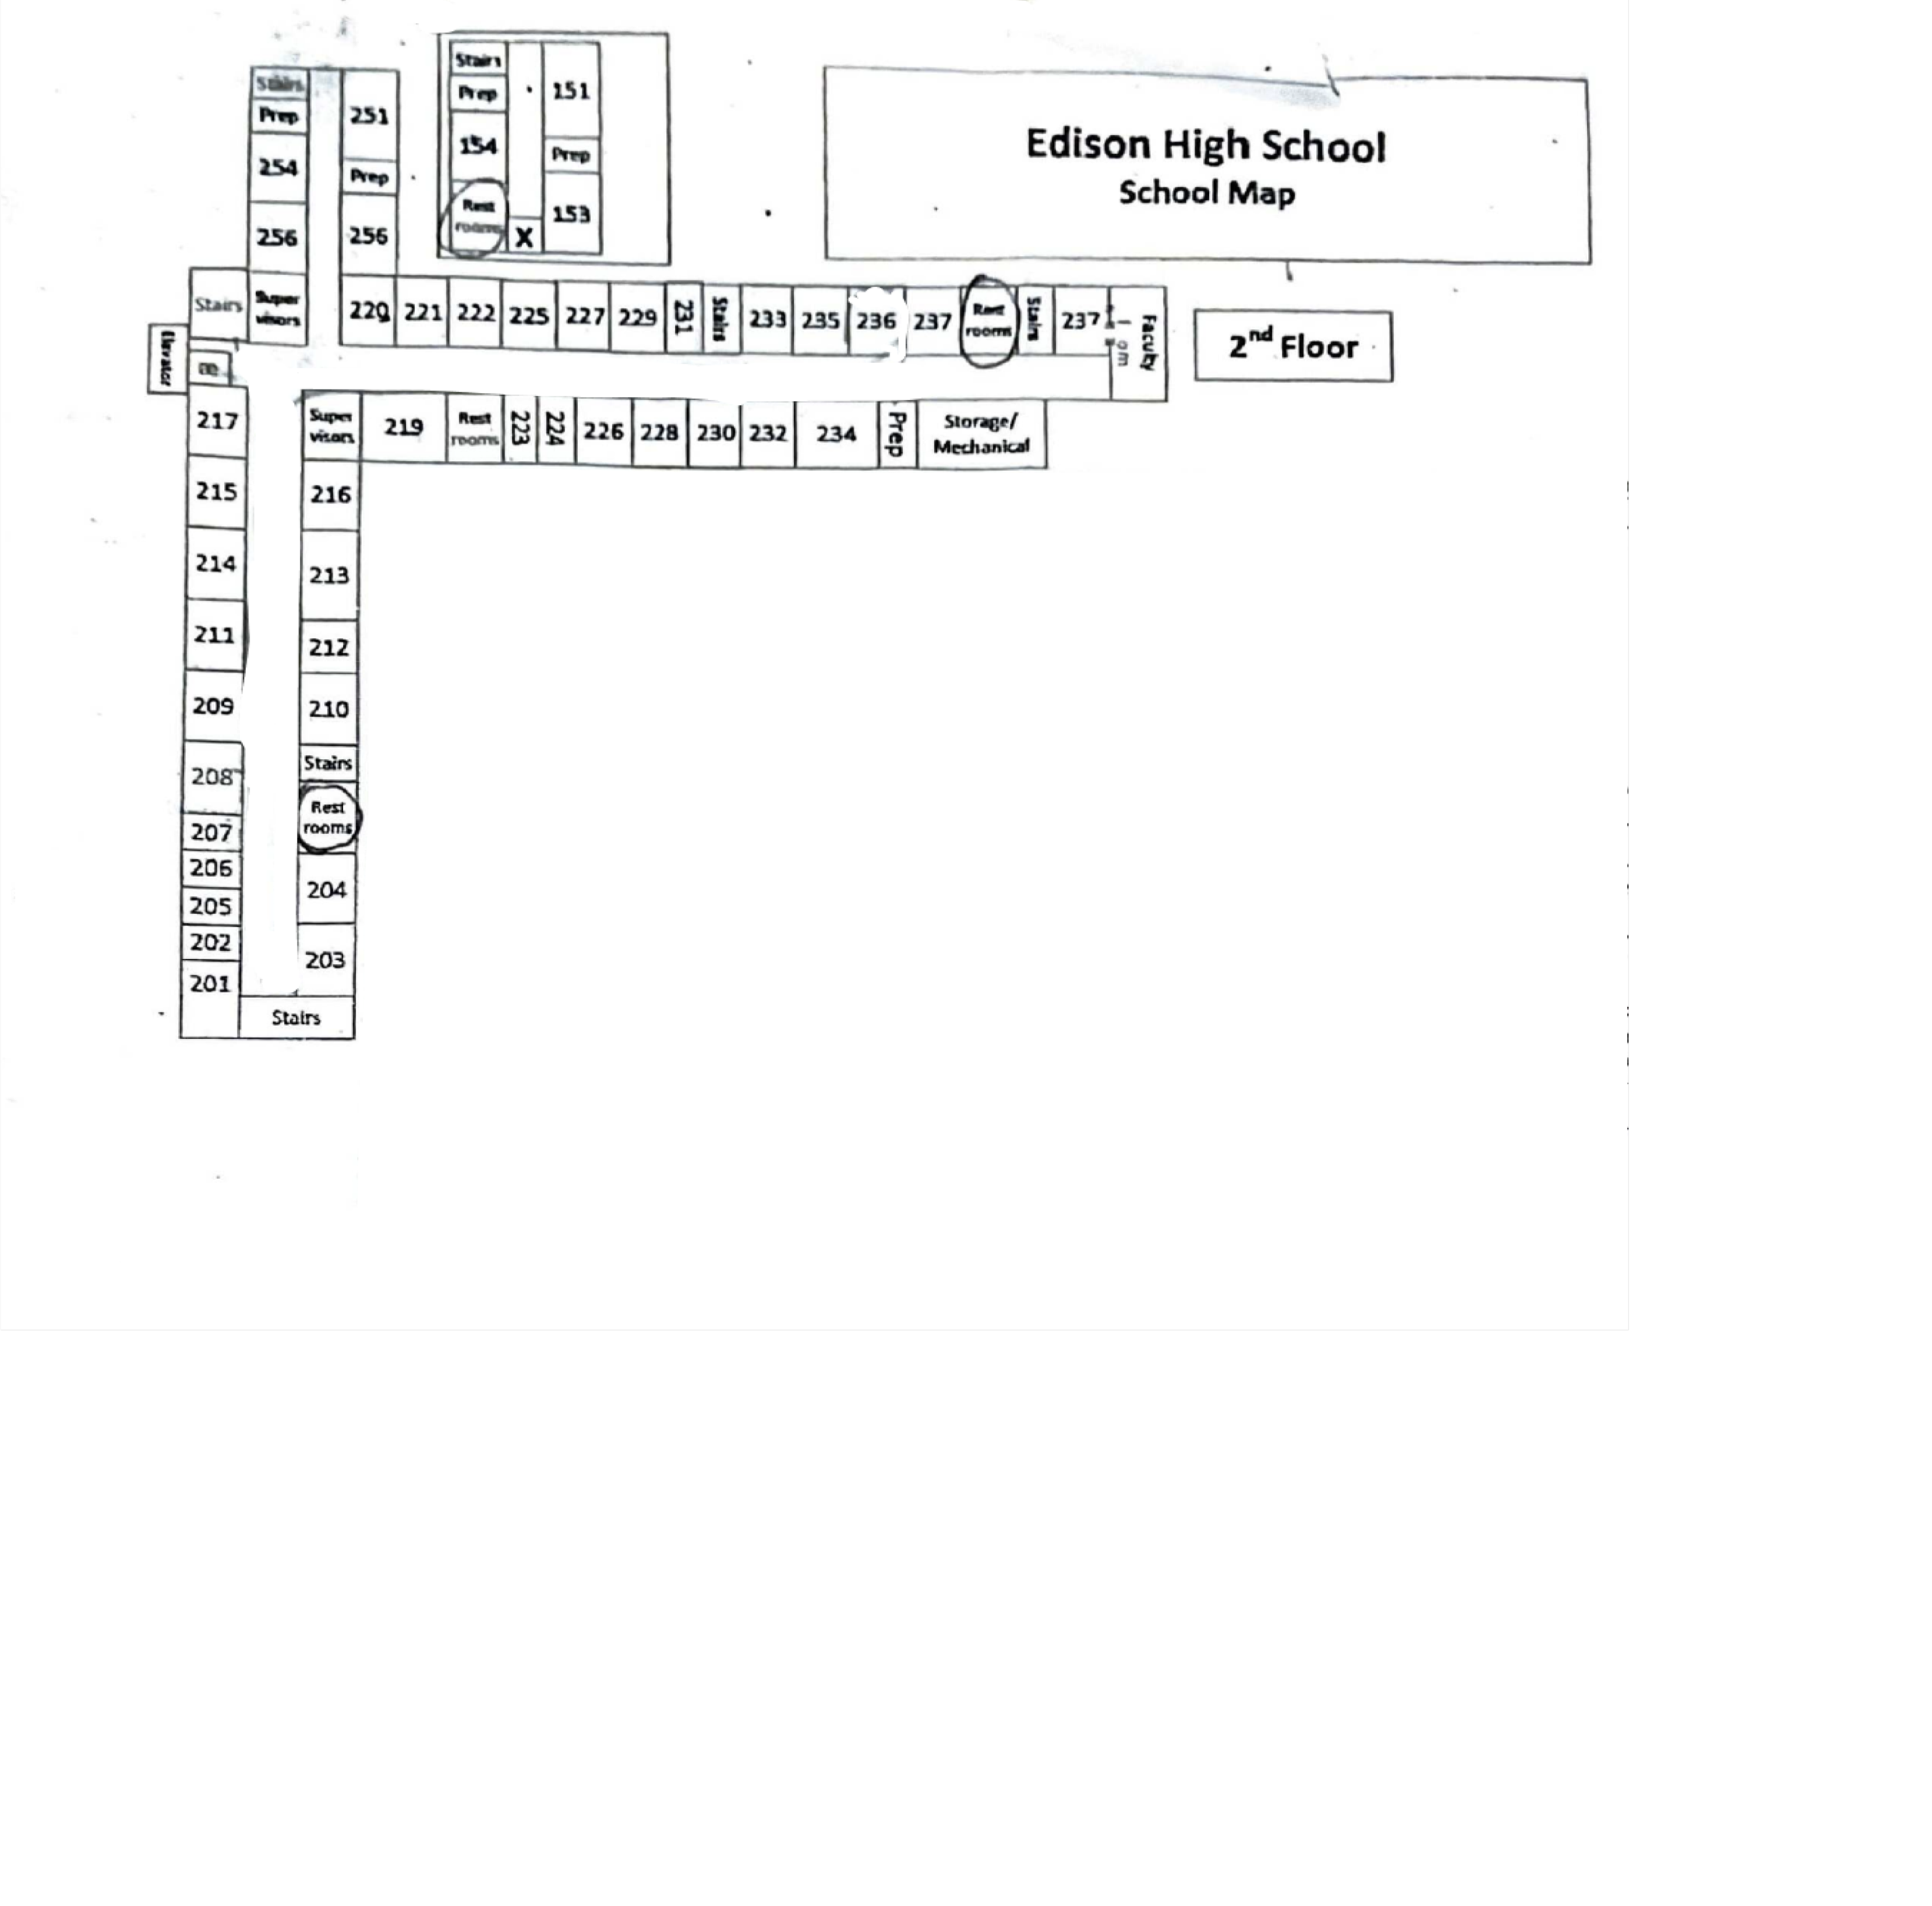 Edison High School
School Map
2nd Floor
Stairs
Prep
254
256
251
Prep
256
Stairs
Prep
154
Rest
rooms
X
151
Prep
153
Stairs
Super
visors
Elevator
220
221
222
225
227
229
231
Stairs
233
235
236
237
Rest
rooms
Stairs
237
Faculty
Super
visors
219
Rest
rooms
223
224
226
228
230
232
234
Prep
Storage/
Mechanical
217
215
214
211
209
208
207
206
205
202
201
216
213
212
210
Stairs
Rest
rooms
204
203
Stairs